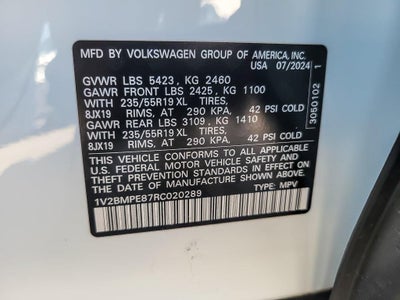 MFD. BY VOLKSWAGEN GROUP OF AMERICA, INC.
USA 07/2024
GVWR LBS 5423, KG 2460
GAWR FRONT LBS 2425, KG 1100
WITH 235/55R19 XL TIRES,
8JX19 RIMS, AT 290 KPA, 42 PSI COLD
GAWR REAR LBS 3109, KG 1410
WITH 235/55R19 XL TIRES,
8JX19 RIMS, AT 290 KPA, 42 PSI COLD
THIS VEHICLE CONFORMS TO ALL APPLICABLE
U.S. FEDERAL MOTOR VEHICLE SAFETY AND
THEFT PREVENTION STANDARDS IN EFFECT ON
THE DATE OF MANUFACTURE SHOWN ABOVE.
1V2BMPE87RC020289 TYPE: MPV
3050102 1